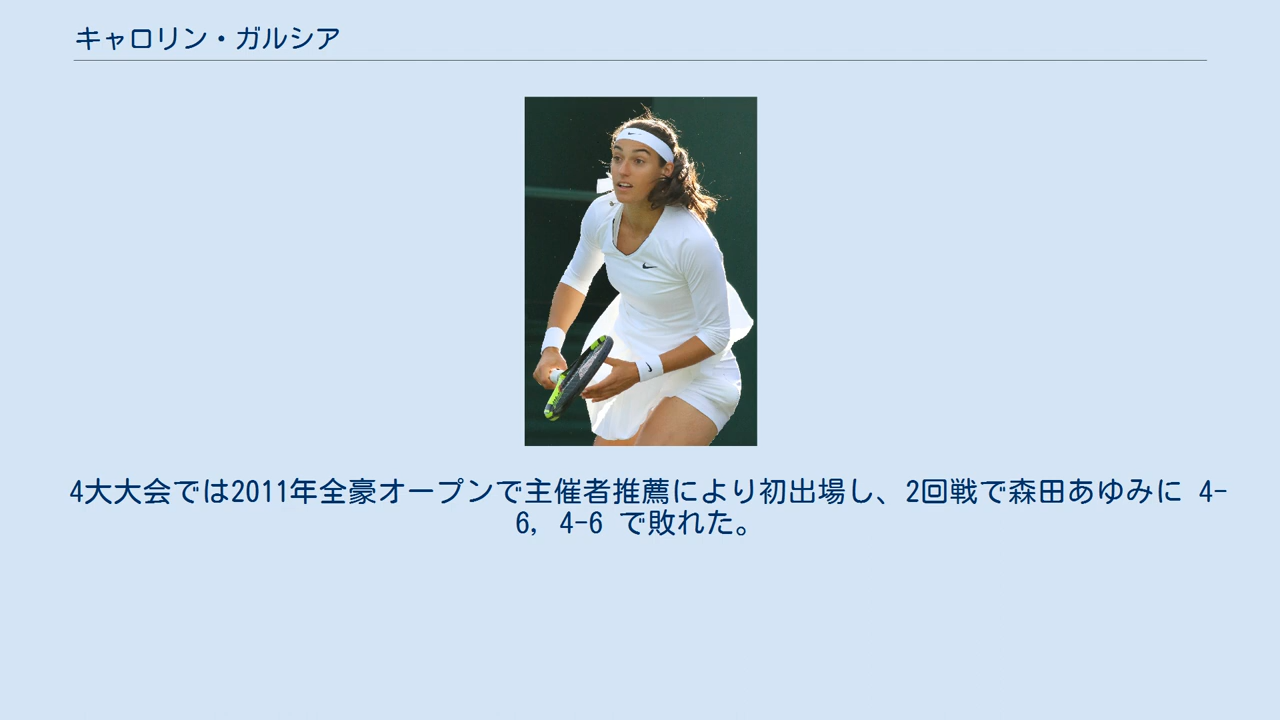 キャロリン・ガルシア
4大大会では2011年全豪オープンで主催者推薦により初出場し、2回戦で森田あゆみに 4-
6, 4-6 で敗れた。